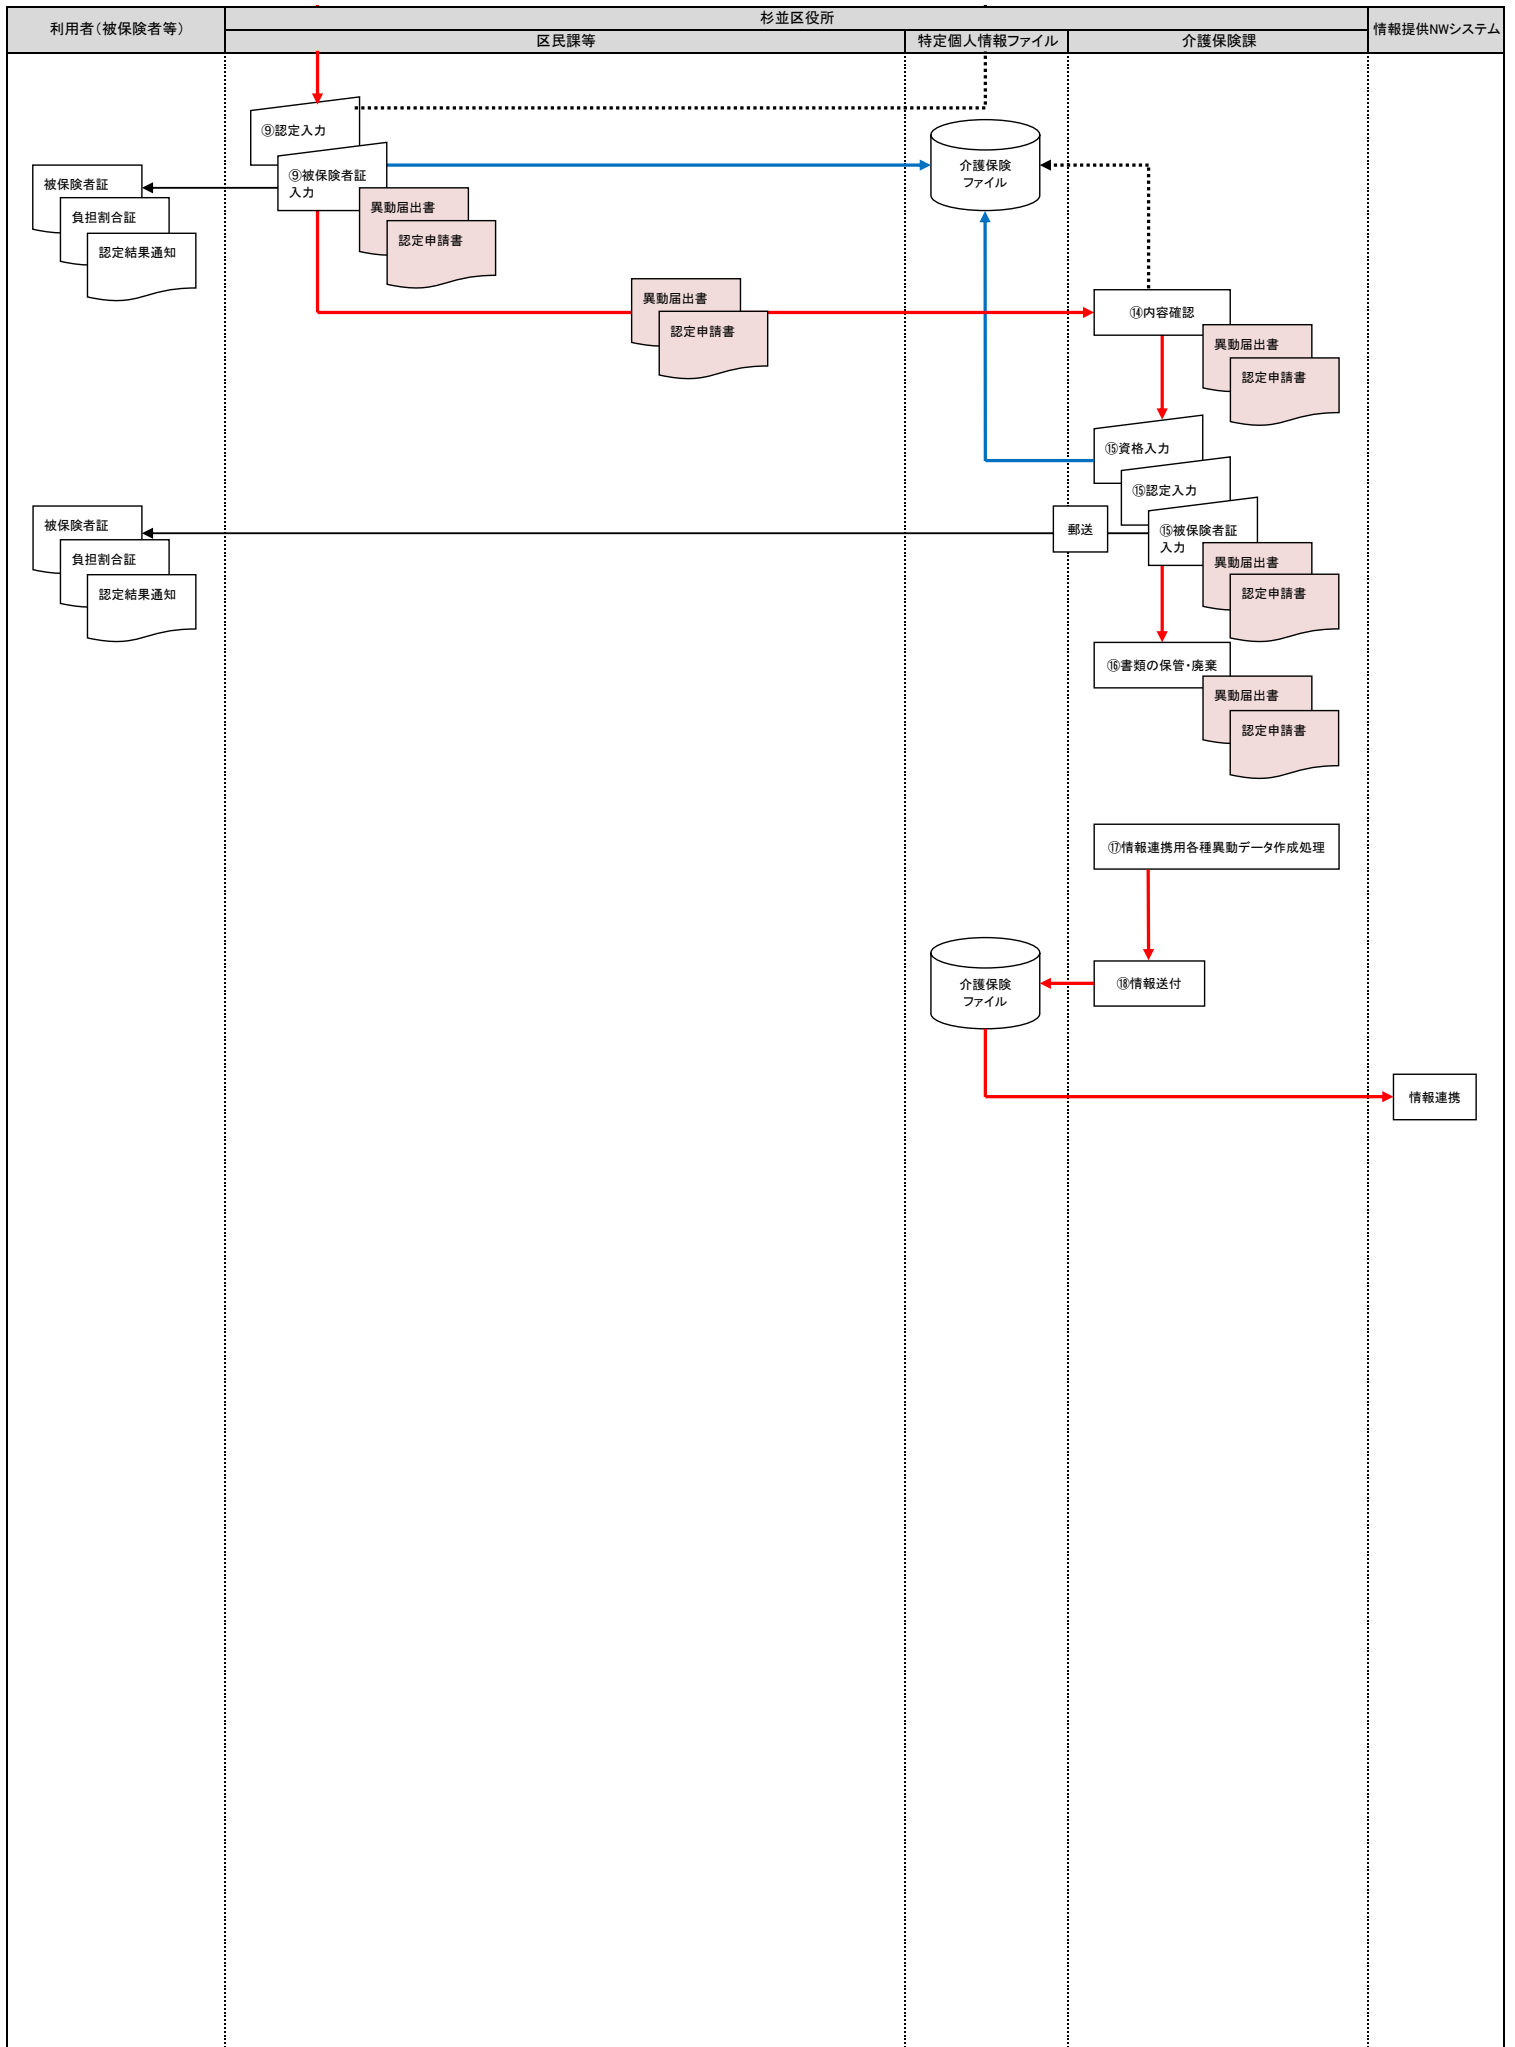 利用者（被保険者等）
杉並区役所
情報提供NWシステム
区民課等
特定個人情報ファイル
介護保険課
⑨認定入力
⑨被保険者証
入力
異動届出書
認定申請書
被保険者証
負担割合証
認定結果通知
介護保険
ファイル
異動届出書
認定申請書
⑭内容確認
異動届出書
認定申請書
⑮資格入力
⑮認定入力
⑮被保険者証
入力
郵送
異動届出書
認定申請書
被保険者証
負担割合証
認定結果通知
⑯書類の保管・廃棄
異動届出書
認定申請書
⑰情報連携用各種異動データ作成処理
介護保険
ファイル
⑱情報送付
情報連携